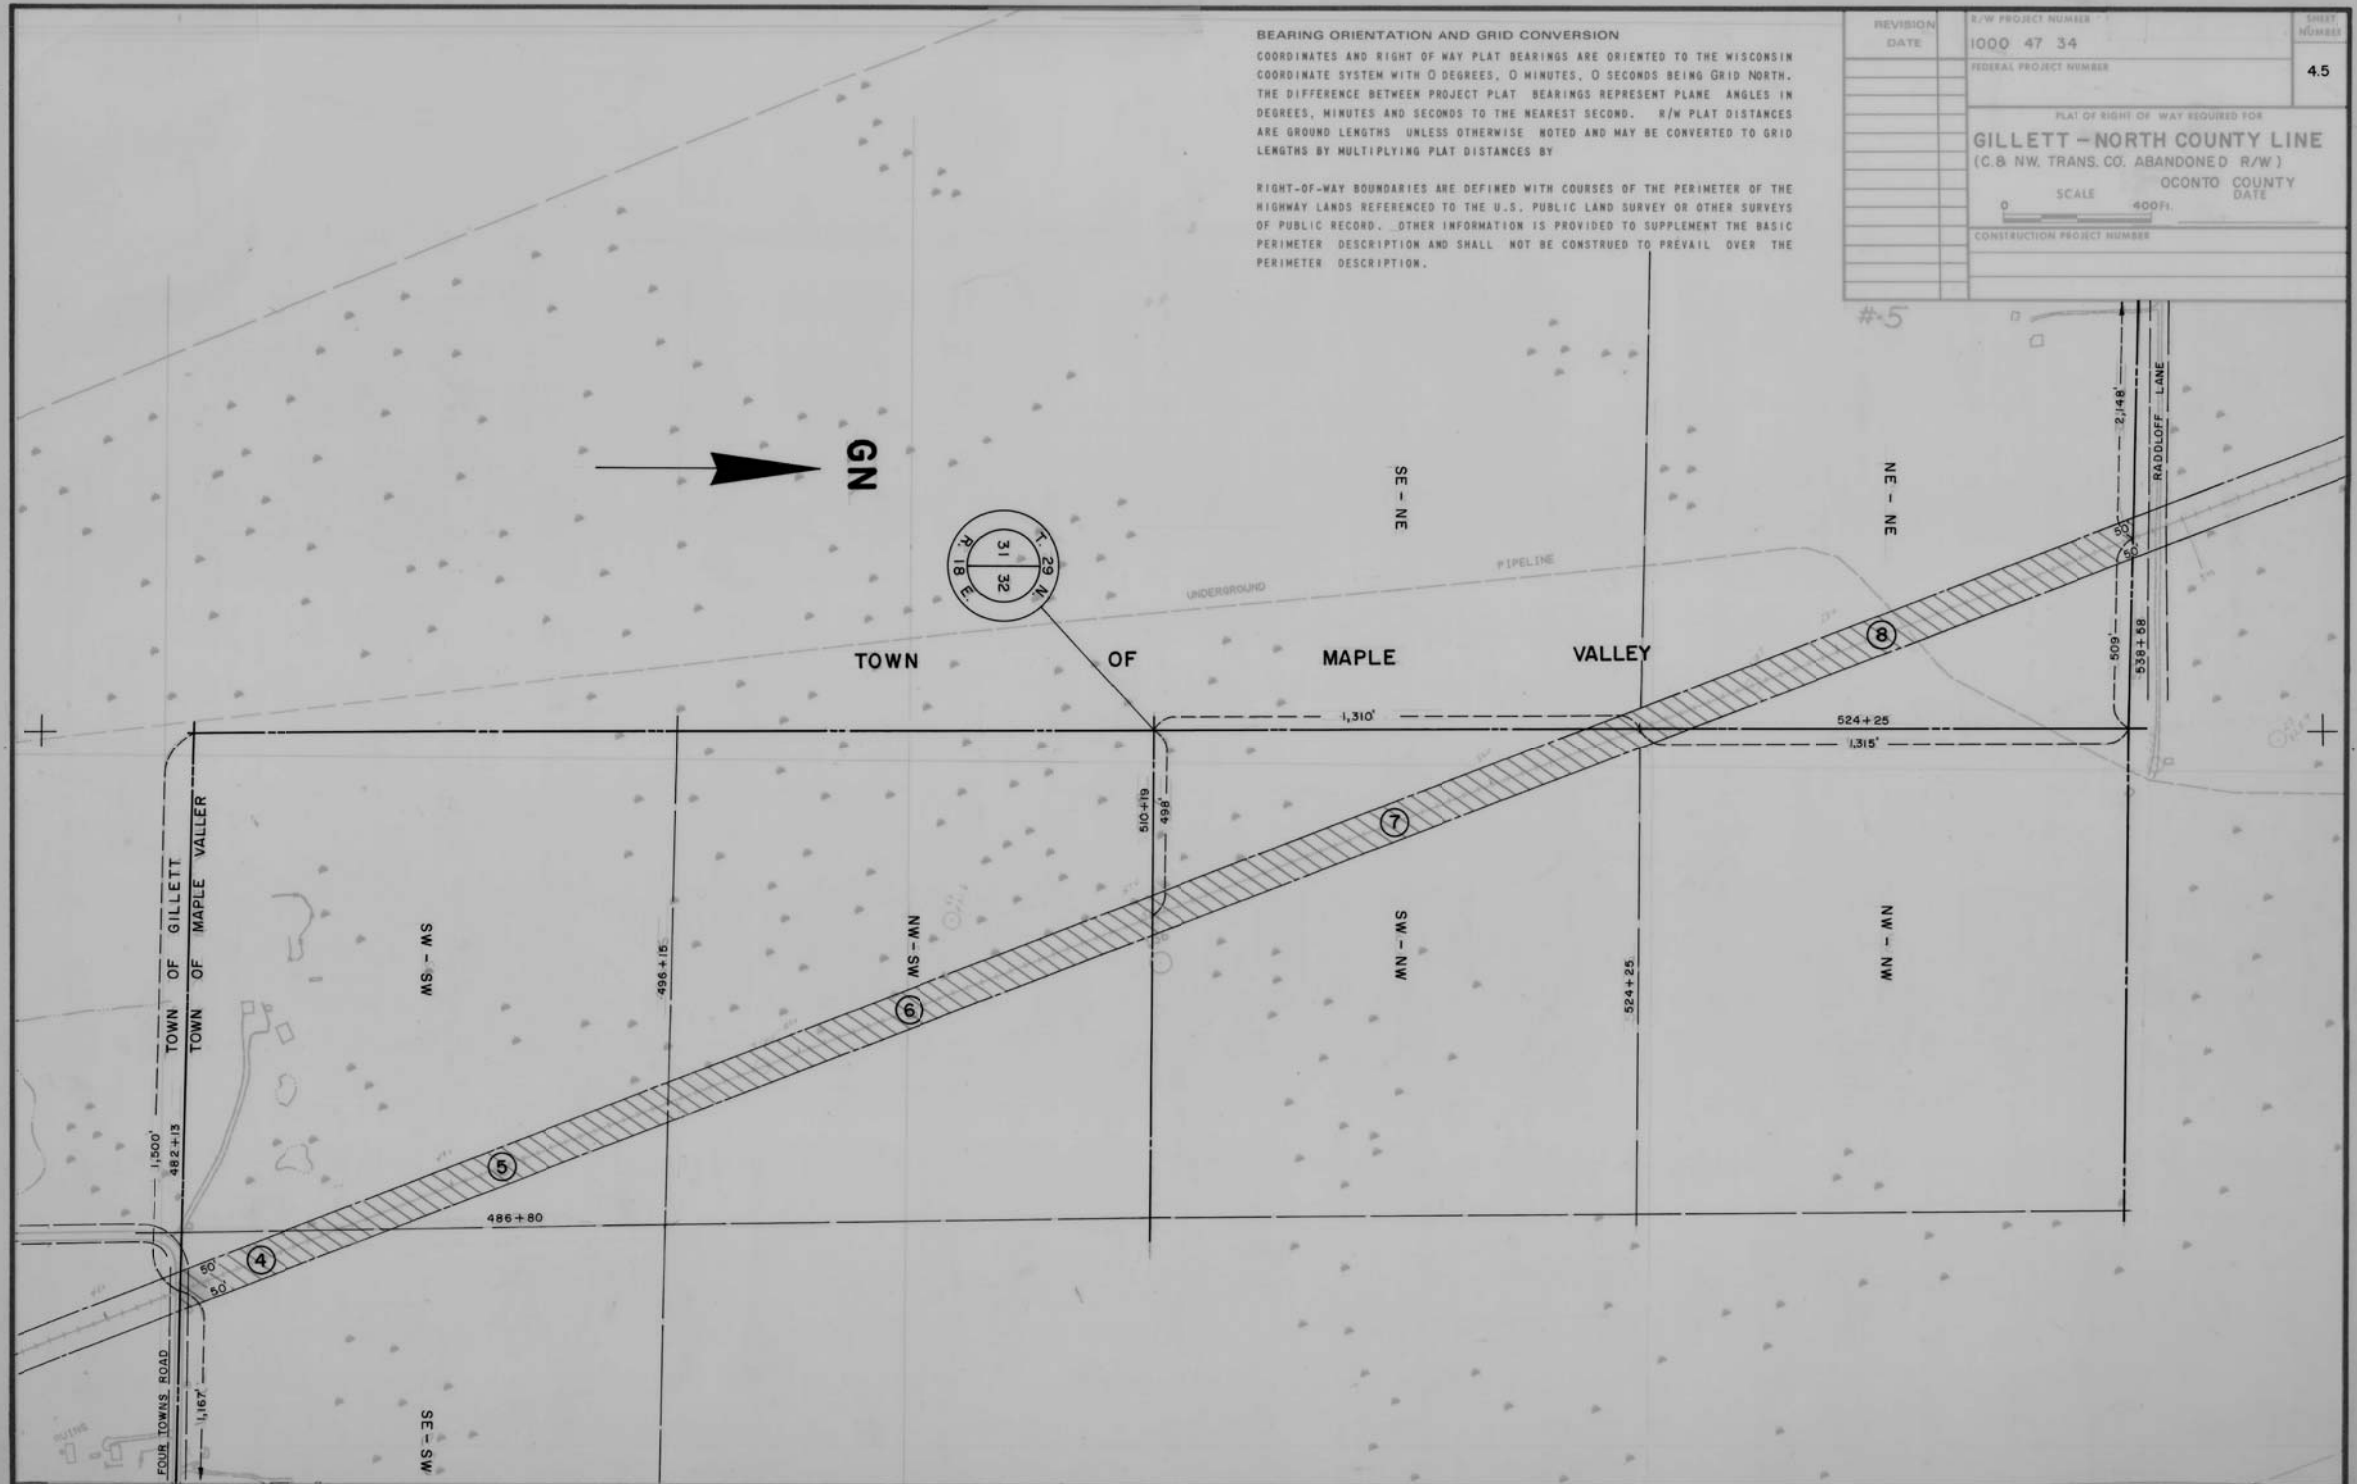 BEARING ORIENTATION AND GRID CONVERSION
COORDINATES AND RIGHT OF WAY PLAT BEARINGS ARE ORIENTED TO THE WISCONSIN
COORDINATE SYSTEM WITH 0 DEGREES, 0 MINUTES, 0 SECONDS BEING GRID NORTH.
THE DIFFERENCE BETWEEN PROJECT PLAT BEARINGS REPRESENT PLANE ANGLES IN
DEGREES, MINUTES AND SECONDS TO THE NEAREST SECOND. R/W PLAT DISTANCES
ARE GROUND LENGTHS UNLESS OTHERWISE NOTED AND MAY BE CONVERTED TO GRID
LENGTHS BY MULTIPLYING PLAT DISTANCES BY
RIGHT-OF-WAY BOUNDARIES ARE DEFINED WITH COURSES OF THE PERIMETER OF THE
HIGHWAY LANDS REFERENCED TO THE U.S. PUBLIC LAND SURVEY OR OTHER SURVEYS
OF PUBLIC RECORD. OTHER INFORMATION IS PROVIDED TO SUPPLEMENT THE BASIC
PERIMETER DESCRIPTION AND SHALL NOT BE CONSTRUED TO PREVAIL OVER THE
PERIMETER DESCRIPTION.
REVISION
DATE
R/W PROJECT NUMBER
1000 47 34
SHEET
NUMBER
4.5
FEDERAL PROJECT NUMBER
PLAT OF RIGHT OF WAY REQUIRED FOR
GILLETT - NORTH COUNTY LINE
(C.& NW. TRANS. CO. ABANDONED R/W)
OCONTO COUNTY
SCALE
DATE
0 400Ft.
CONSTRUCTION PROJECT NUMBER
#5
2,148'
RADDLOFF LANE
GN
SE - NE
NE - NE
T. 29 N.
31 32
R. 18 E.
UNDERGROUND PIPELINE
50'
50'
8
509'
538+58
TOWN OF MAPLE VALLEY
1,310'
524+25
1,315'
510+19
498'
7
TOWN OF GILLETT
TOWN OF MAPLE VALLER
SW - SW
496+15
NW - SW
SW - NW
524+25
NW - NW
6
1,500'
482+13
5
486+80
4
50'
50'
FOUR TOWNS ROAD
1,167'
RUINS
SE - SW